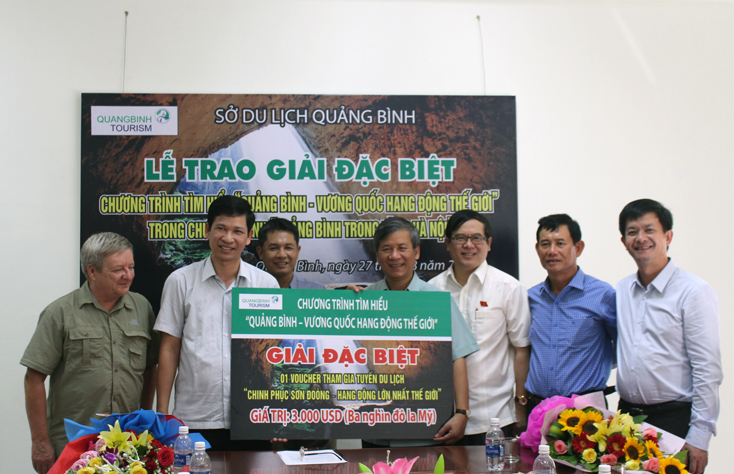 QUANGBINH
TOURISM
SỞ DU LỊCH QUẢNG BÌNH
LỄ TRAO GIẢI ĐẶC BIỆT
CHƯƠNG TRÌNH TÌM HIỂU "QUẢNG BÌNH - VƯƠNG QUỐC HANG ĐỘNG THẾ GIỚI"
TRONG BÌNH TRONG NỘI
Bình, ngày 27
QUANGBINH
TOURISM
CHƯƠNG TRÌNH TÌM HIỂU
"QUẢNG BÌNH – VƯƠNG QUỐC HANG ĐỘNG THẾ GIỚI"
GIẢI ĐẶC BIỆT
01 VOUCHER THAM GIA TUYẾN DU LỊCH
"CHINH PHỤC SƠN ĐOÒNG - HANG ĐỘNG LỚN NHẤT THẾ GIỚI"
GIÁ TRỊ: 3.000 USD (Ba nghìn đô la Mỹ)